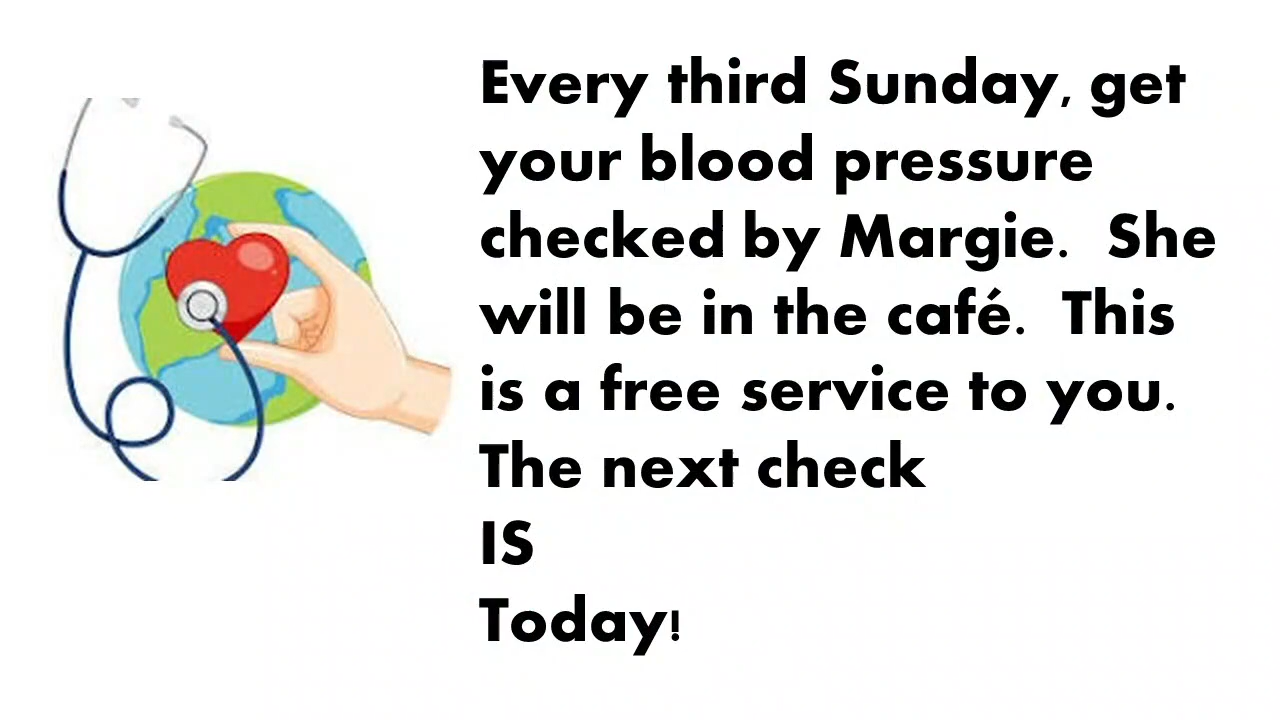 Every third Sunday, get
your blood pressure
checked by Margie.  She
will be in the café.  This
is a free service to you.
The next check
IS
Today!